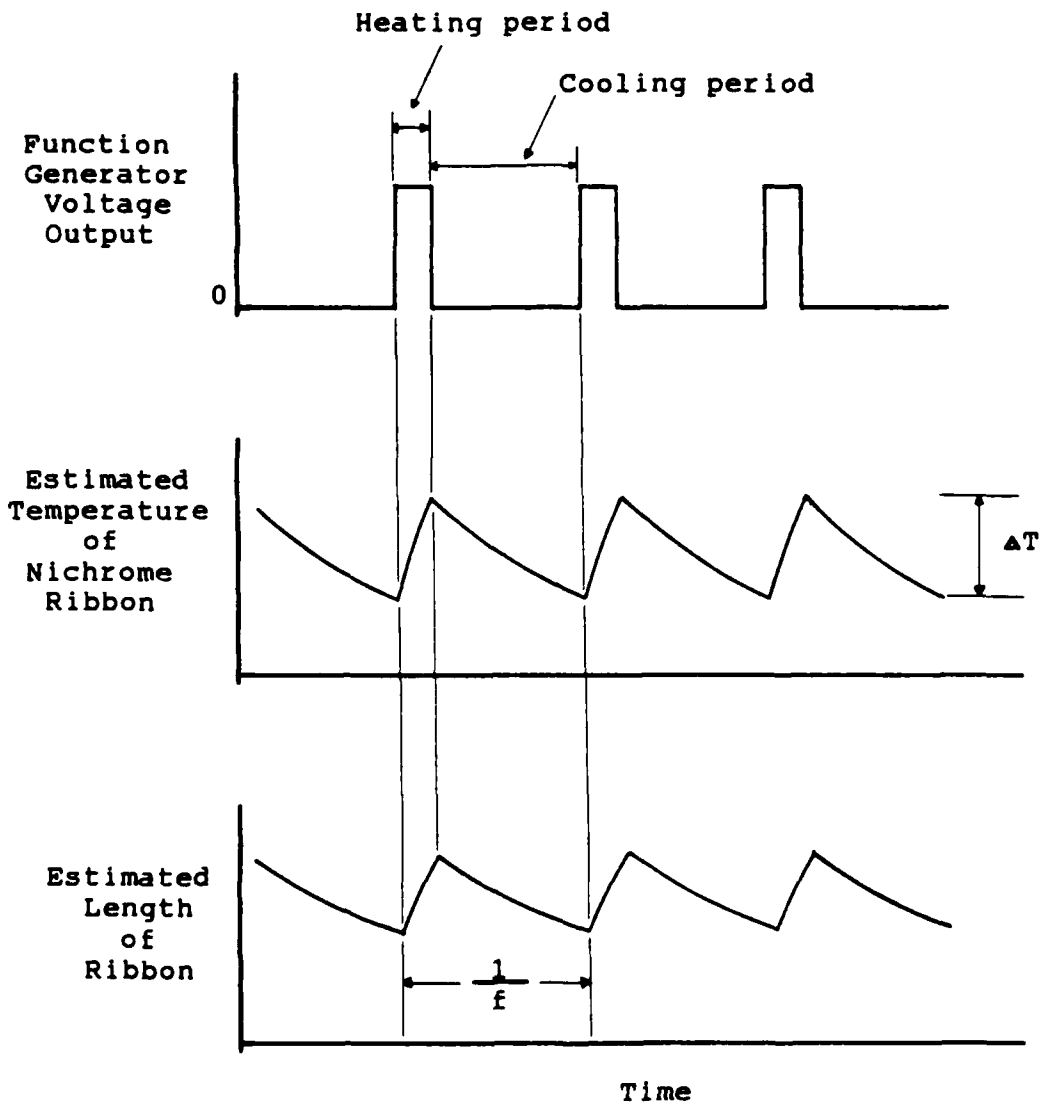 Heating period
Cooling period
Function
Generator
Voltage
Output
0
Estimated
Temperature
of
Nichrome
Ribbon
ΔT
Estimated
Length
of
Ribbon
1
f
Time